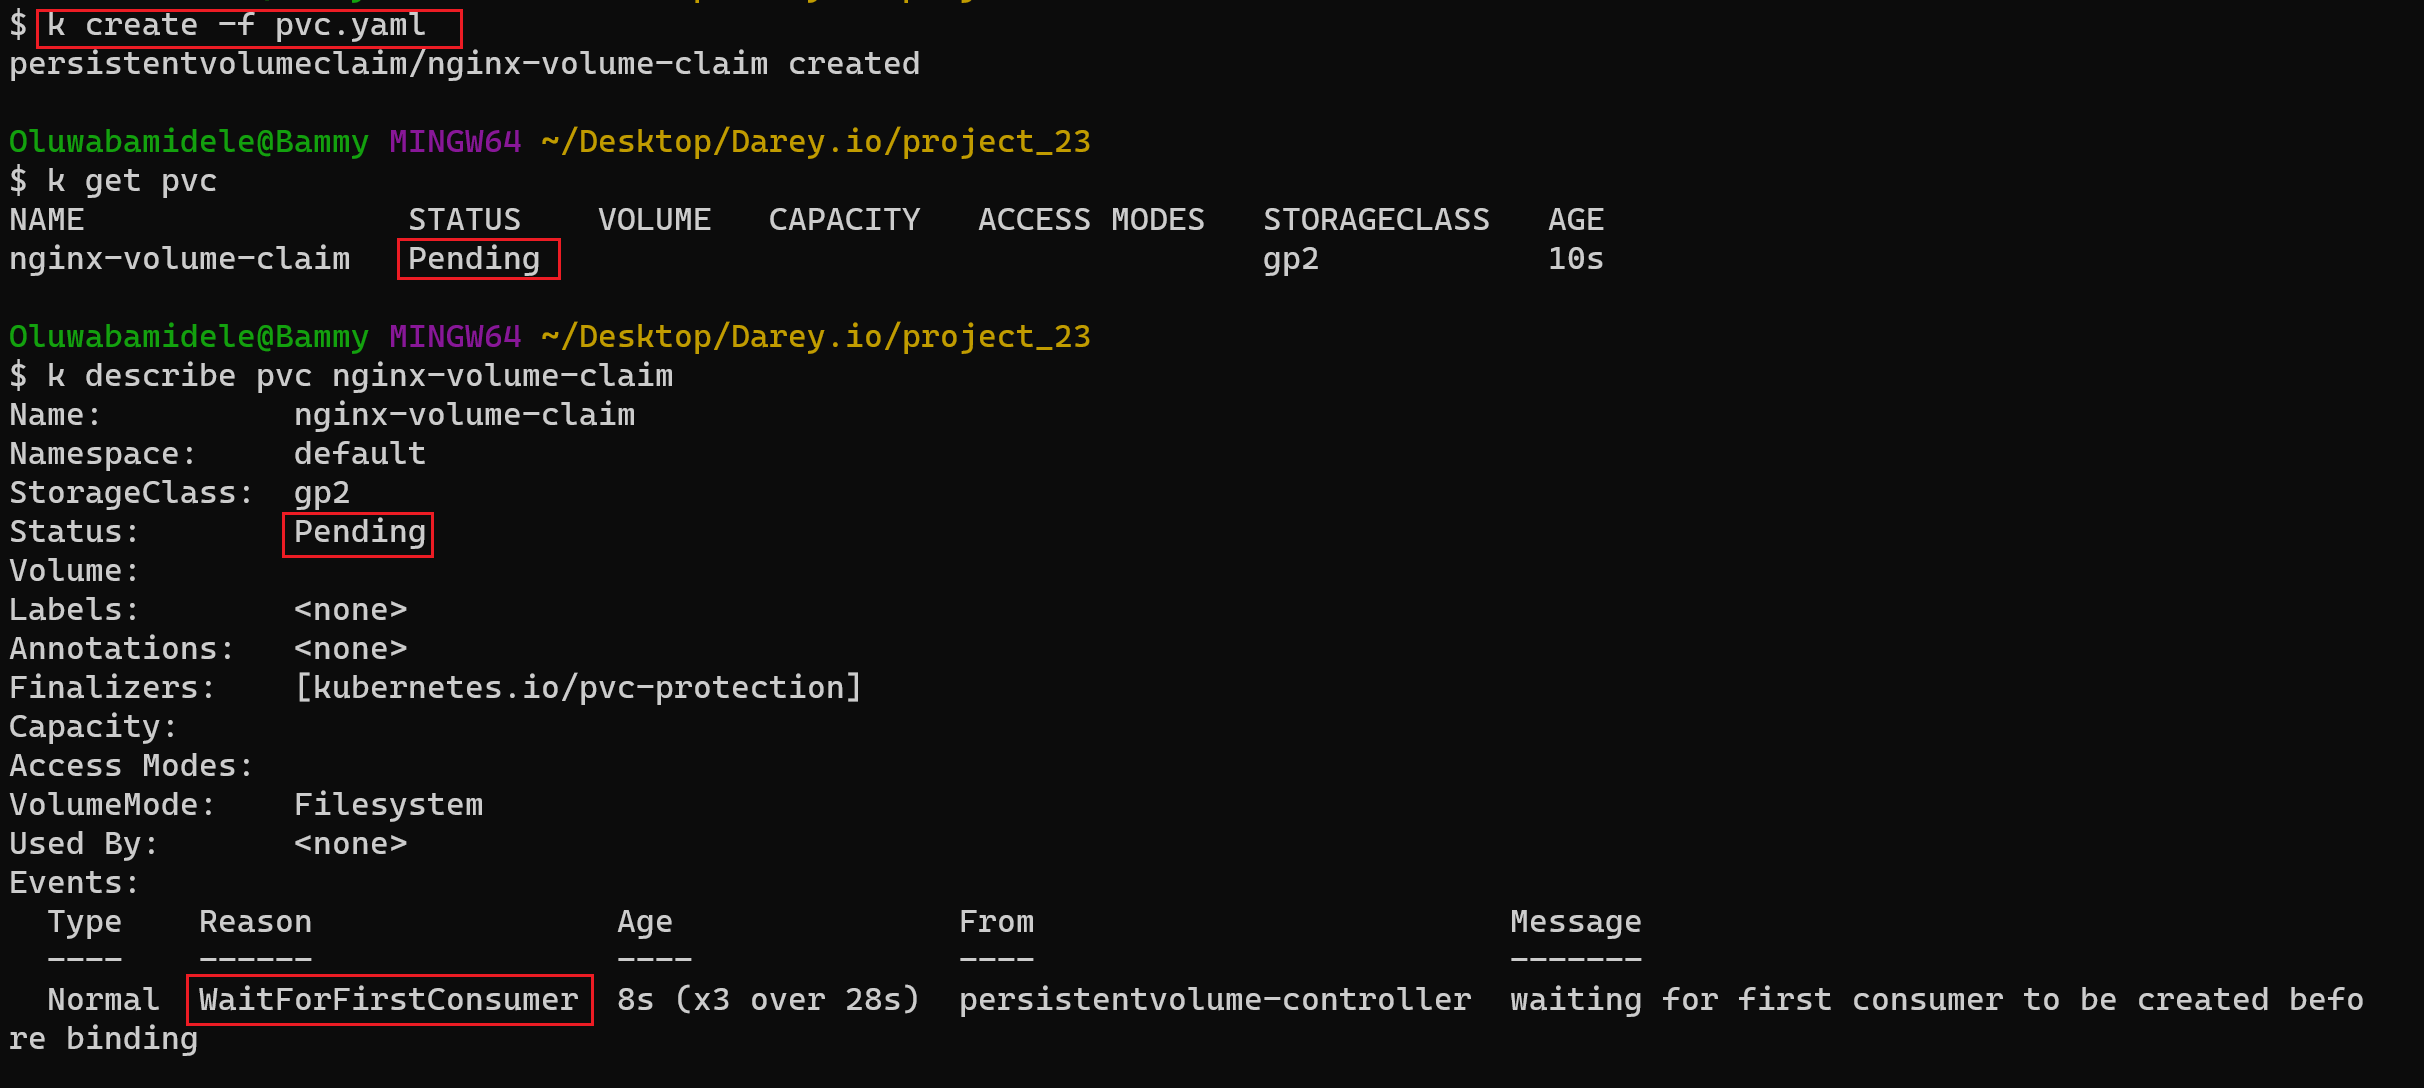 $ k create -f pvc.yaml
persistentvolumeclaim/nginx-volume-claim created
Oluwabamidele@Bammy MINGW64 ~/Desktop/Darey.io/project_23
$ k get pvc
NAME                 STATUS    VOLUME   CAPACITY   ACCESS MODES   STORAGECLASS   AGE
nginx-volume-claim   Pending                                      gp2            10s
Oluwabamidele@Bammy MINGW64 ~/Desktop/Darey.io/project_23
$ k describe pvc nginx-volume-claim
Name:          nginx-volume-claim
Namespace:     default
StorageClass:  gp2
Status:        Pending
Volume:
Labels:        <none>
Annotations:   <none>
Finalizers:    [kubernetes.io/pvc-protection]
Capacity:
Access Modes:
VolumeMode:    Filesystem
Used By:       <none>
Events:
  Type    Reason                Age               From                         Message
  ----    ------                ----              ----                         -------
  Normal  WaitForFirstConsumer  8s (x3 over 28s)  persistentvolume-controller  waiting for first consumer to be created befo
re binding